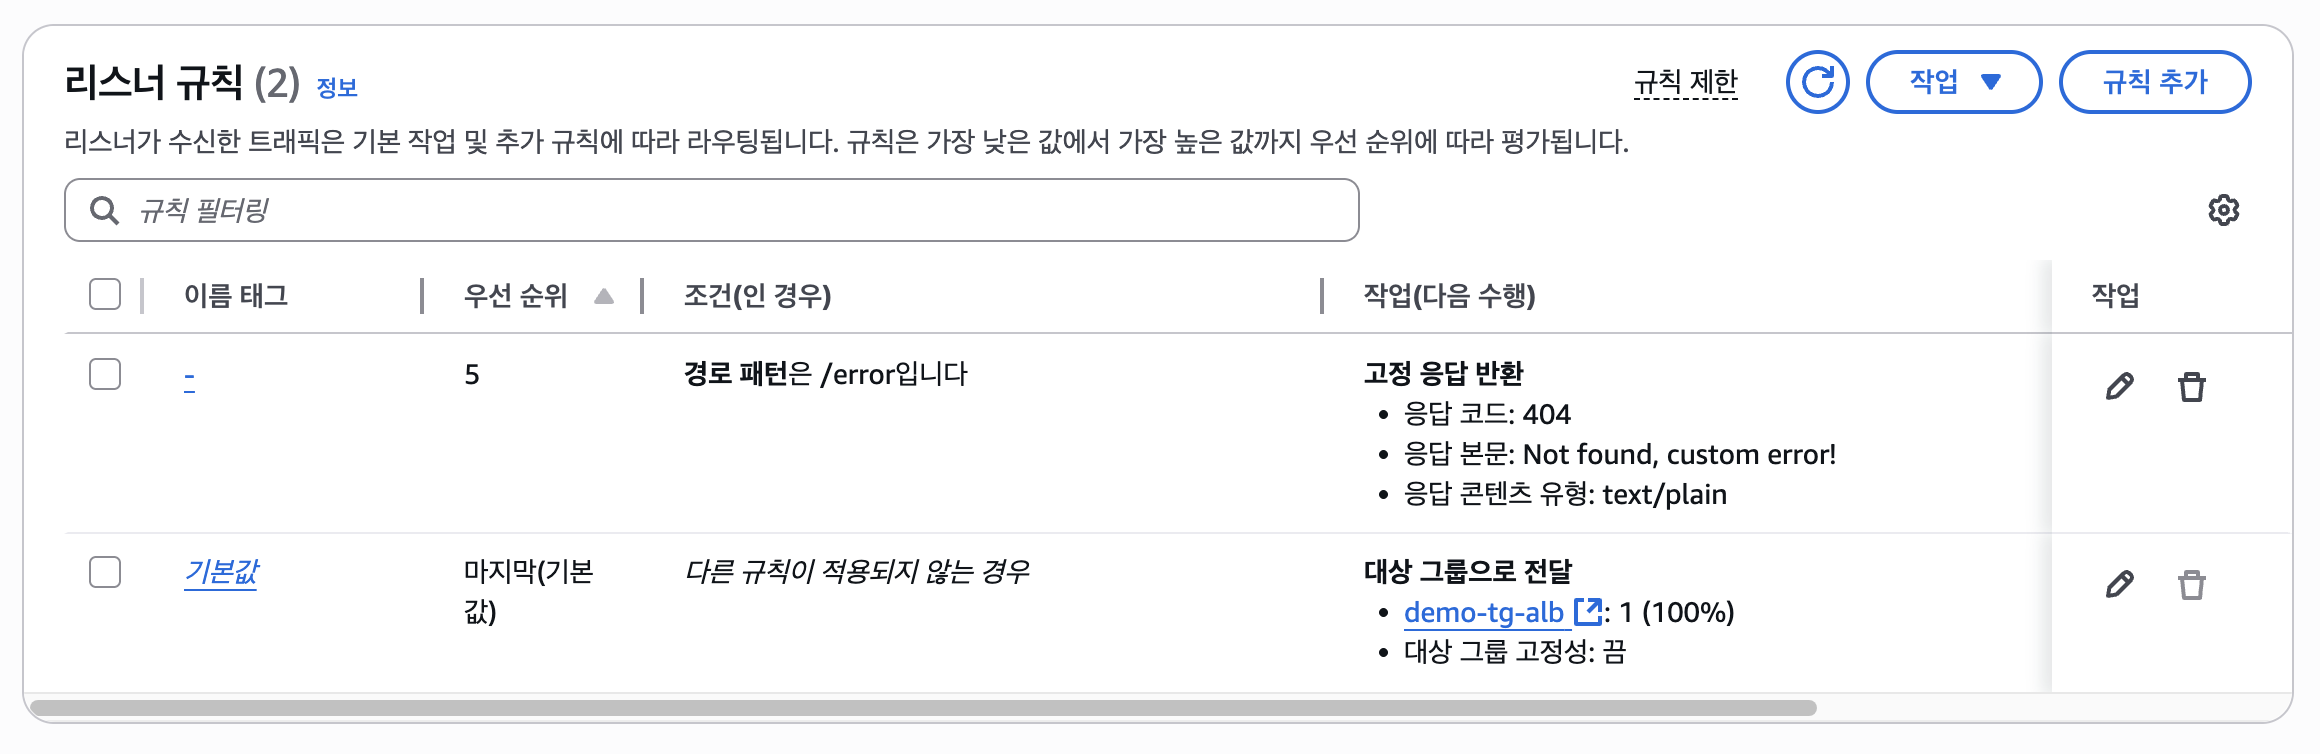 리스너 규칙 (2) 정보
규칙 제한
작업
규칙 추가
리스너가 수신한 트래픽은 기본 작업 및 추가 규칙에 따라 라우팅됩니다. 규칙은 가장 낮은 값에서 가장 높은 값까지 우선 순위에 따라 평가됩니다.
규칙 필터링
이름 태그 우선 순위 조건(인 경우) 작업(다음 수행) 작업
- 5 경로 패턴은 /error입니다 고정 응답 반환
• 응답 코드: 404
• 응답 본문: Not found, custom error!
• 응답 콘텐츠 유형: text/plain
기본값 마지막(기본 다른 규칙이 적용되지 않는 경우 대상 그룹으로 전달
값) • demo-tg-alb : 1 (100%)
• 대상 그룹 고정성: 끔